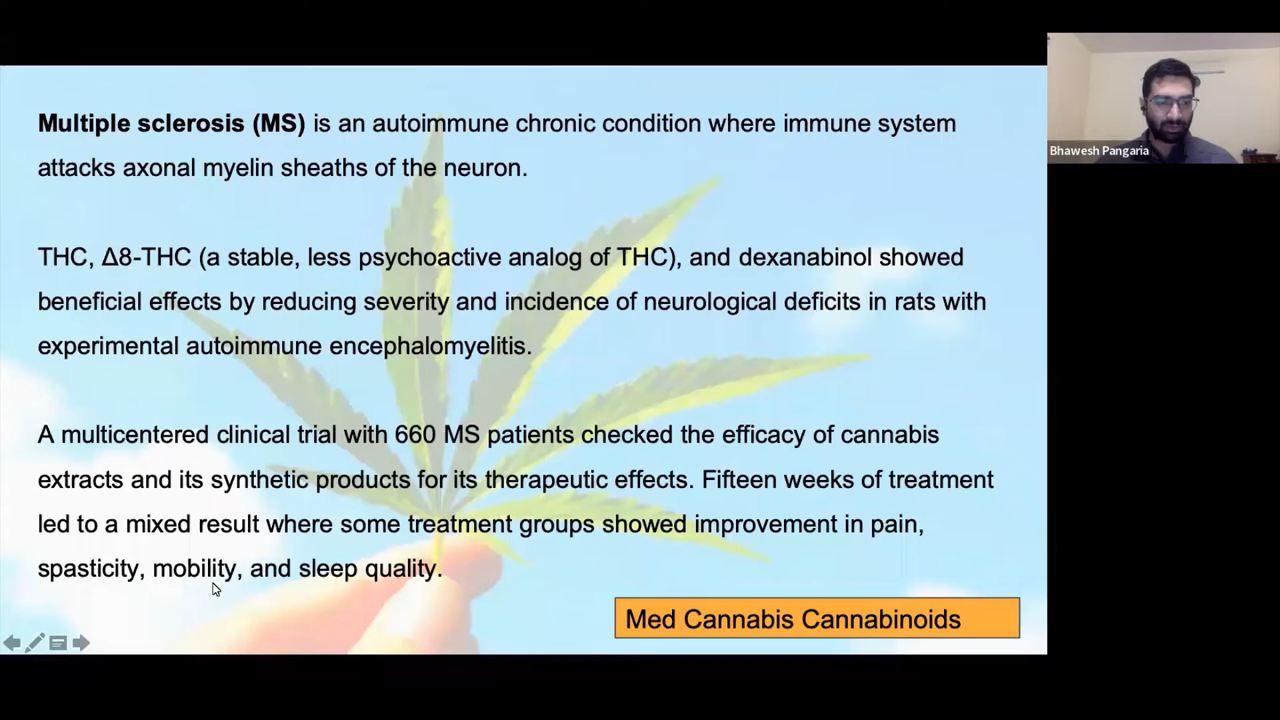 Multiple sclerosis (MS) is an autoimmune chronic condition where immune system
attacks axonal myelin sheaths of the neuron.
THC, Δ8-THC (a stable, less psychoactive analog of THC), and dexanabinol showed
beneficial effects by reducing severity and incidence of neurological deficits in rats with
experimental autoimmune encephalomyelitis.
A multicentered clinical trial with 660 MS patients checked the efficacy of cannabis
extracts and its synthetic products for its therapeutic effects. Fifteen weeks of treatment
led to a mixed result where some treatment groups showed improvement in pain,
spasticity, mobility, and sleep quality.
Med Cannabis Cannabinoids
Bhawesh Pangaria